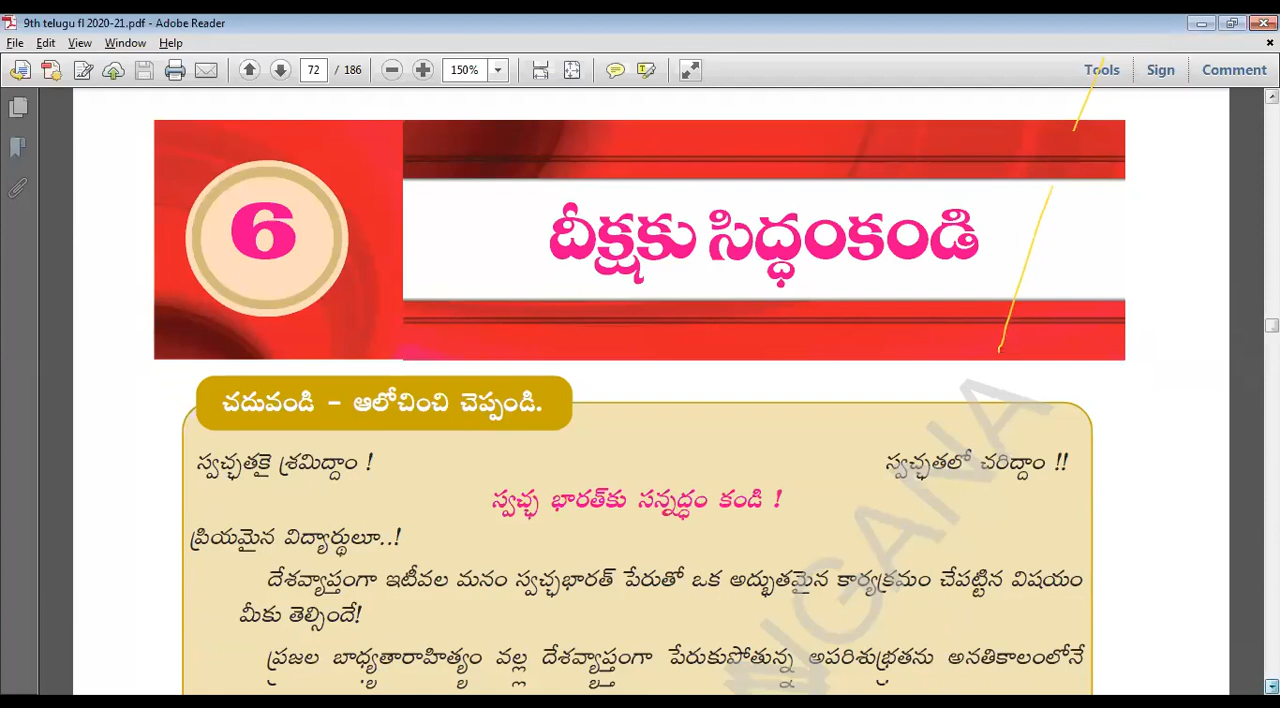 9th telugu fl 2020-21.pdf - Adobe Reader
File Edit View Window Help
72 / 186 150% Tools Sign Comment
6
దీక్షకు సిద్ధంకండి
చదువండి – ఆలోచించి చెప్పండి.
స్వచ్ఛతకై శ్రమిద్దాం ! స్వచ్ఛతలో చరిద్దాం !!
స్వచ్ఛ భారత్‌కు సన్నద్ధం కండి !
ప్రియమైన విద్యార్థులూ..!
దేశవ్యాప్తంగా ఇటీవల మనం స్వచ్ఛభారత్ పేరుతో ఒక అద్భుతమైన కార్యక్రమం చేపట్టిన విషయం
మీకు తెల్సిందే!
ప్రజల బాధ్యతారాహిత్యం వల్ల దేశవ్యాప్తంగా పేరుకుపోతున్న అపరిశుభ్రతను అనతికాలంలోనే
NGANA